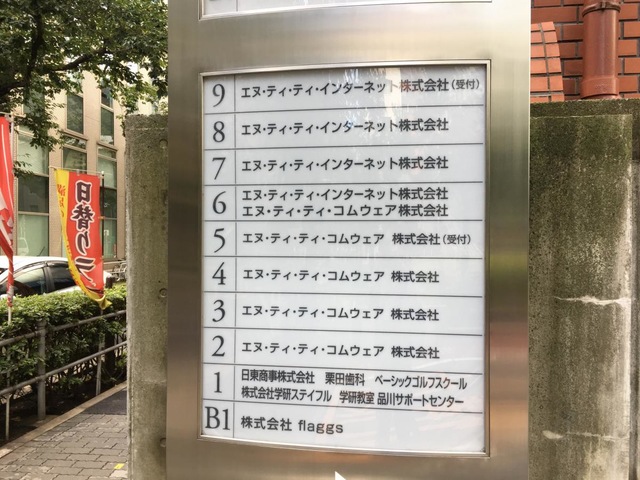 9 エヌ・ティ・ティ・インターネット株式会社(受付)
8 エヌ・ティ・ティ・インターネット株式会社
7 エヌ・ティ・ティ・インターネット株式会社
6 エヌ・ティ・ティ・インターネット株式会社
エヌ・ティ・ティ・コムウェア株式会社
5 エヌ・ティ・ティ・コムウェア 株式会社(受付)
4 エヌ・ティ・ティ・コムウェア 株式会社
3 エヌ・ティ・ティ・コムウェア 株式会社
2 エヌ・ティ・ティ・コムウェア 株式会社
1 日東商事株式会社 栗田歯科 ベーシックゴルフスクール
株式会社学研ステイフル 学研教室 品川サポートセンター
B1 株式会社 flaggs
日替りラ